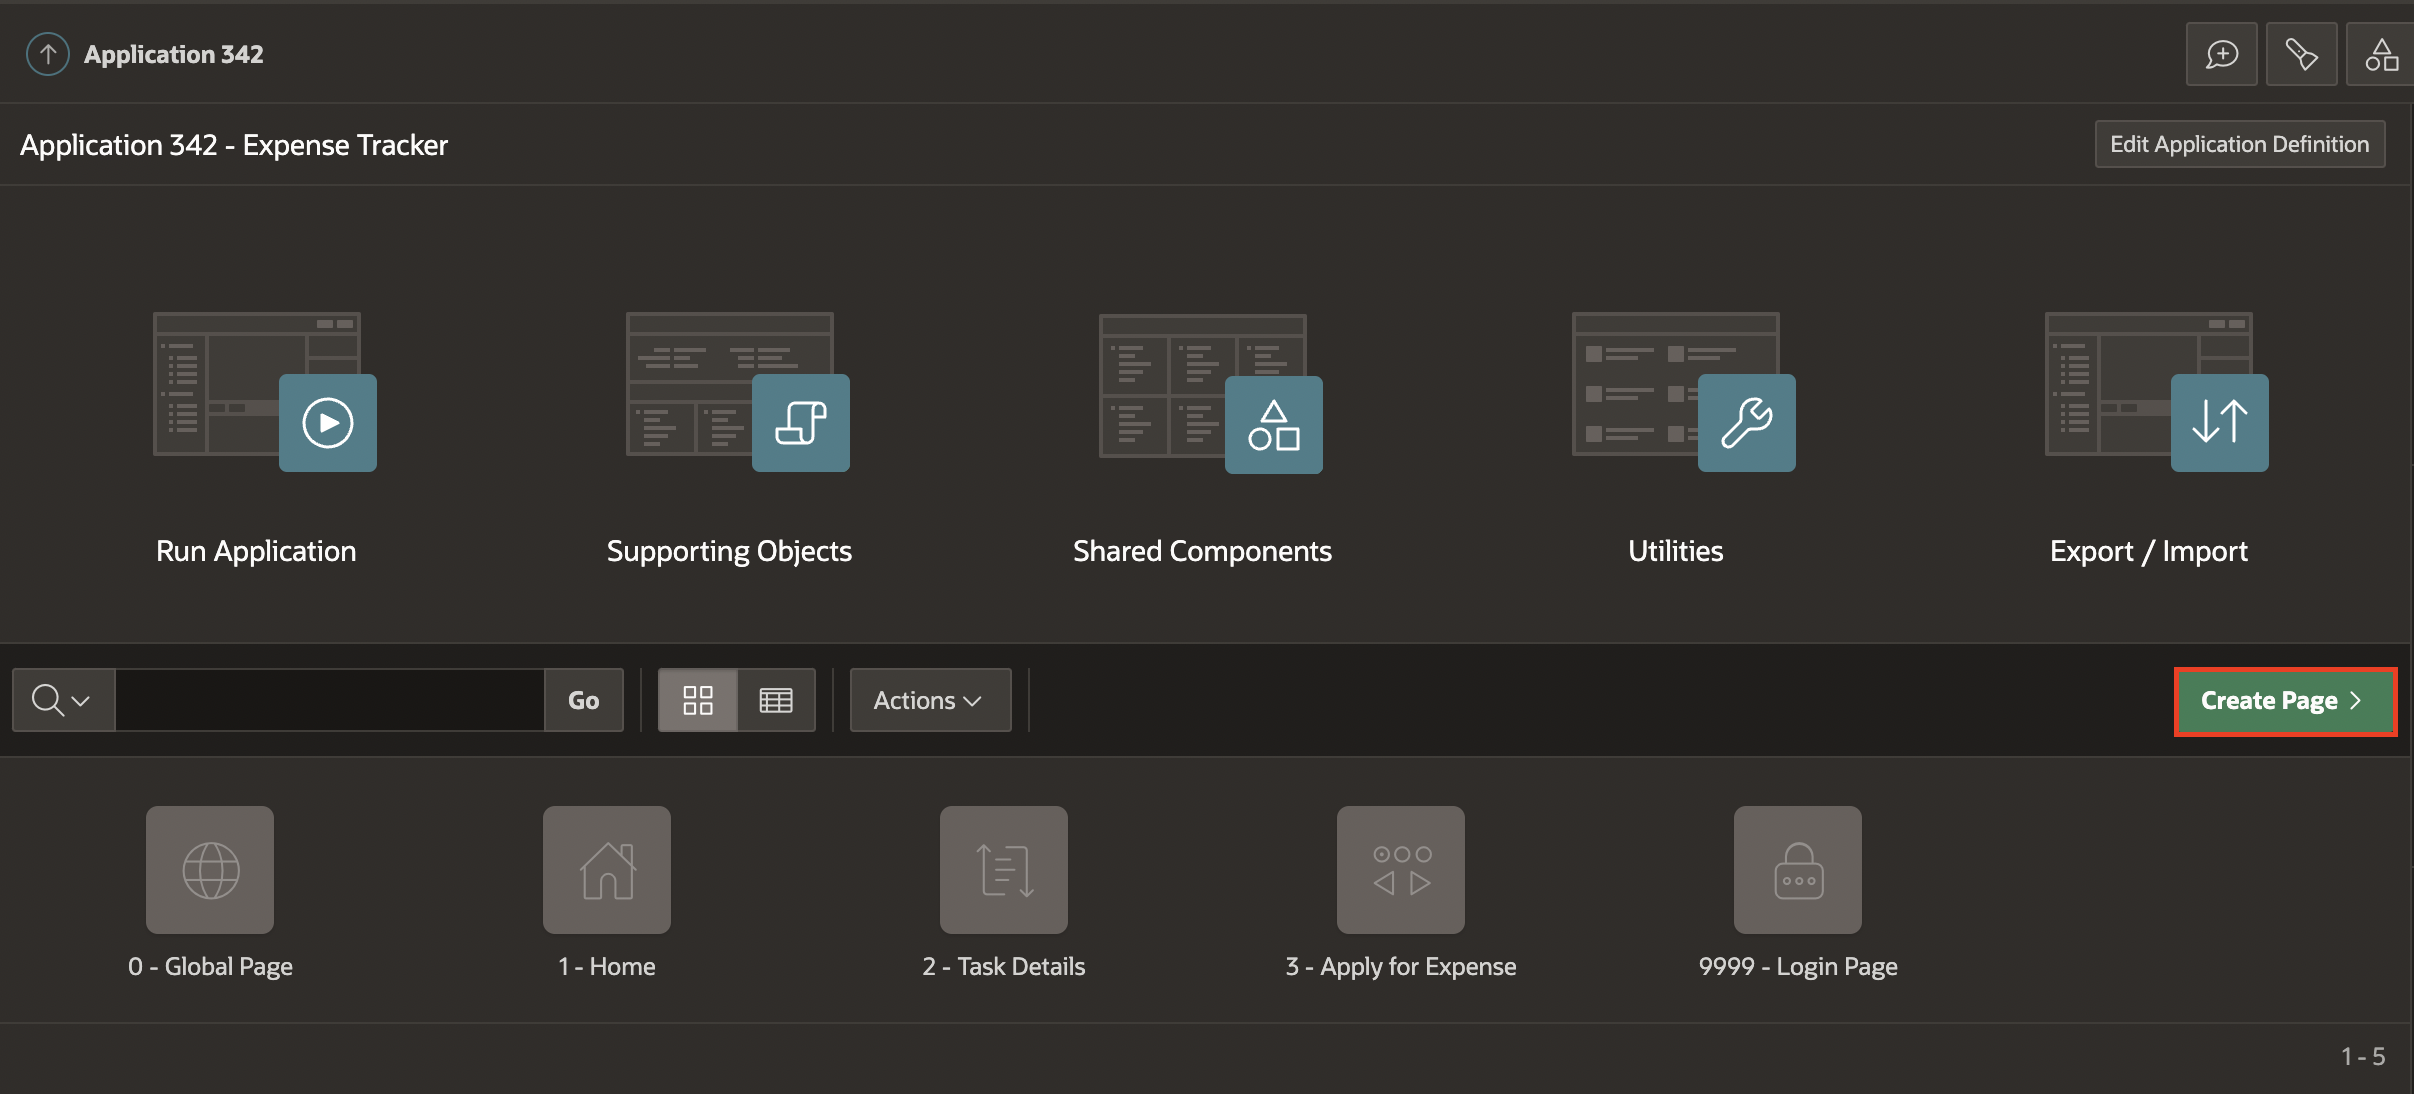 Application 342
Application 342 - Expense Tracker
Edit Application Definition
Run Application
Supporting Objects
Shared Components
Utilities
Export / Import
Go
Actions
Create Page
0 - Global Page
1 - Home
2 - Task Details
3 - Apply for Expense
9999 - Login Page
1 - 5